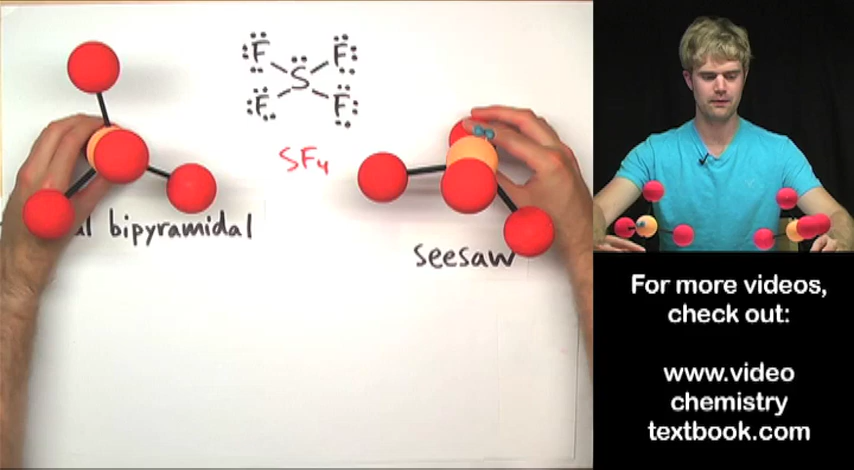 F F
S
F F
SF₄
al bipyramidal
seesaw
For more videos,
check out:
www.video
chemistry
textbook.com